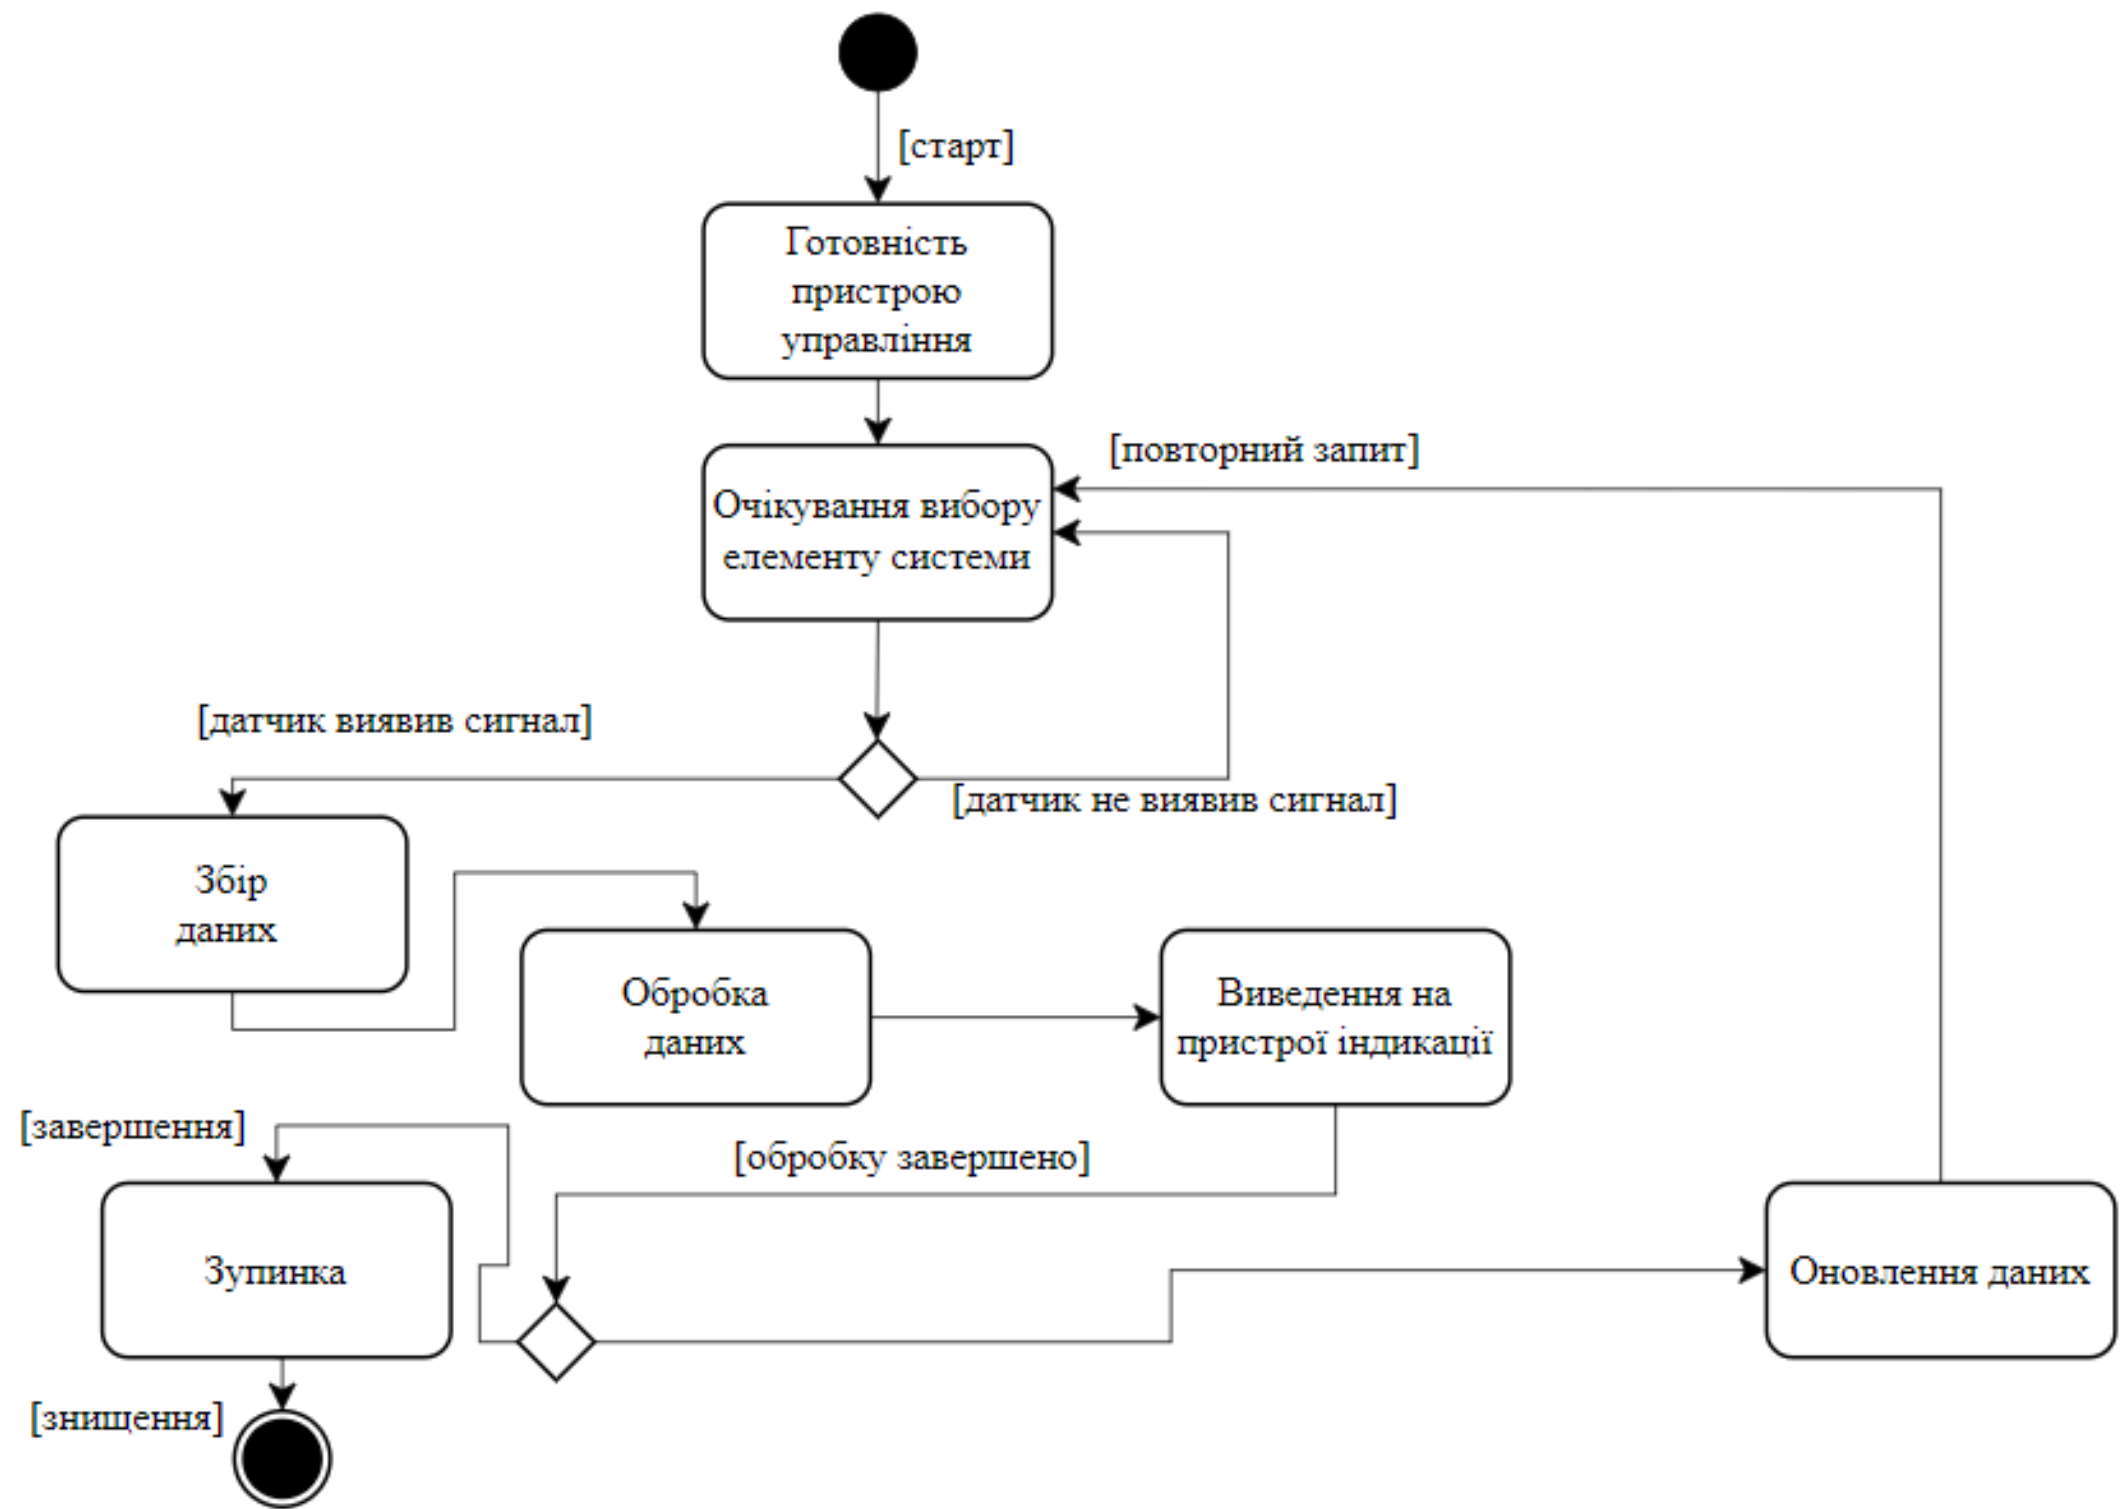 [старт]
Готовність
пристрою
управління
[повторний запит]
Очікування вибору
елементу системи
[датчик виявив сигнал]
[датчик не виявив сигнал]
Збір
даних
Обробка
даних
Виведення на
пристрої індикації
[завершення]
[обробку завершено]
Зупинка
Оновлення даних
[знищення]